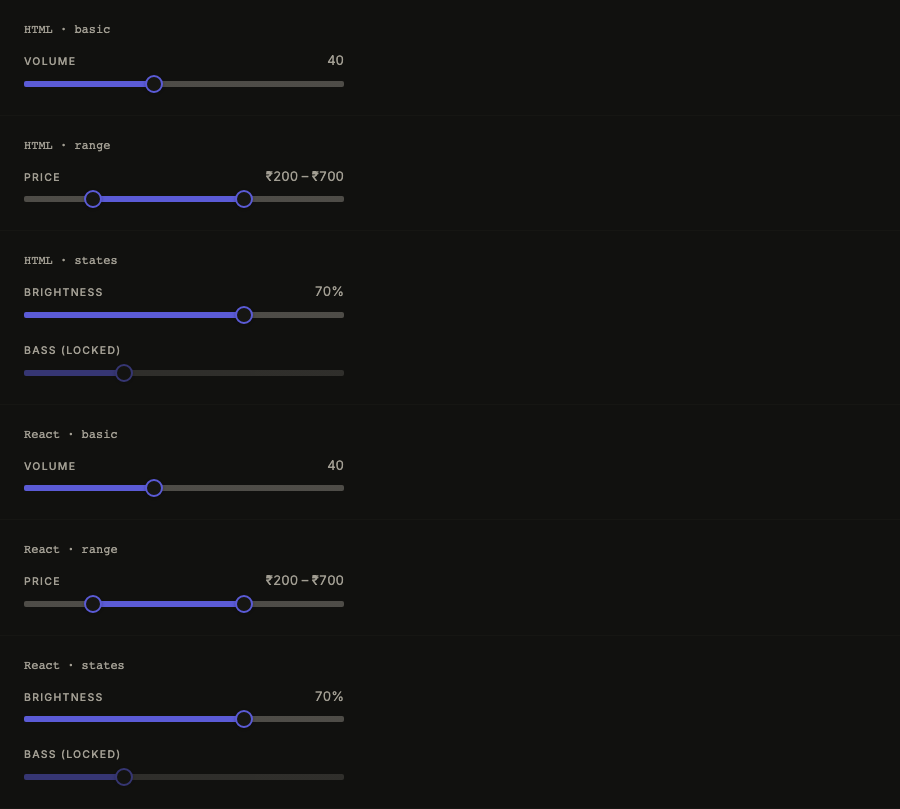 HTML · basic
VOLUME 40
HTML · range
PRICE ₹200 – ₹700
HTML · states
BRIGHTNESS 70%
BASS (LOCKED)
React · basic
VOLUME 40
React · range
PRICE ₹200 – ₹700
React · states
BRIGHTNESS 70%
BASS (LOCKED)